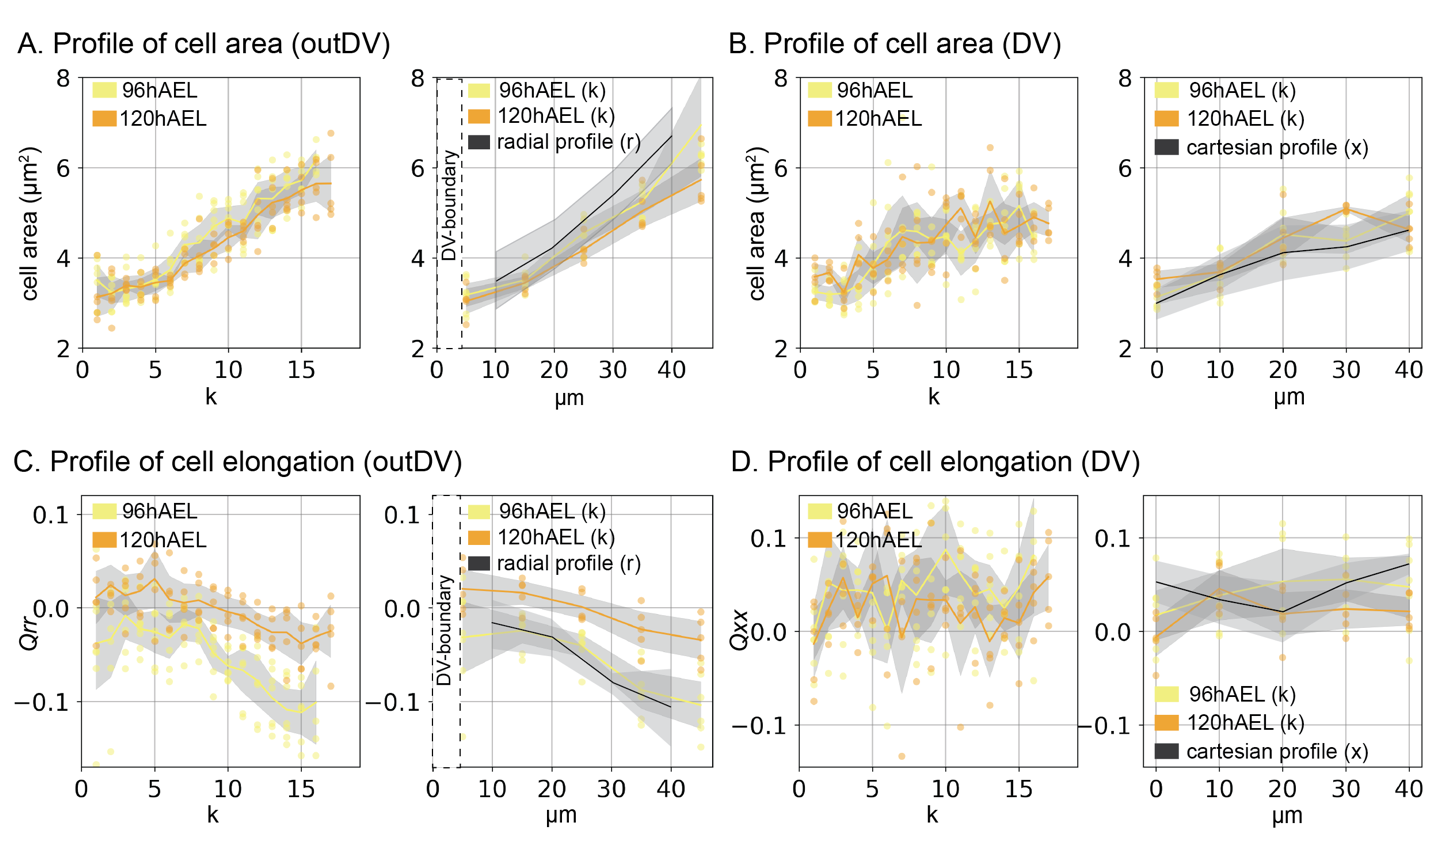 A. Profile of cell area (outDV)
8
6
4
2
cell area (µm²)
96hAEL
120hAEL
0
5
10
15
k
8
6
4
2
DV-boundary
96hAEL (k)
120hAEL (k)
radial profile (r)
0
10
20
30
40
µm
B. Profile of cell area (DV)
8
6
4
2
cell area (µm²)
96hAEL
120hAEL
0
5
10
15
k
8
6
4
2
96hAEL (k)
120hAEL (k)
cartesian profile (x)
0
10
20
30
40
µm
C. Profile of cell elongation (outDV)
0.1
0.0
−0.1
Qrr
96hAEL
120hAEL
0
5
10
15
k
0.1
0.0
−0.1
DV-boundary
96hAEL (k)
120hAEL (k)
radial profile (r)
0
10
20
30
40
µm
D. Profile of cell elongation (DV)
0.1
0.0
−0.1
Qxx
96hAEL
120hAEL
0
5
10
15
k
0.1
0.0
−0.1
96hAEL (k)
120hAEL (k)
cartesian profile (x)
0
10
20
30
40
µm